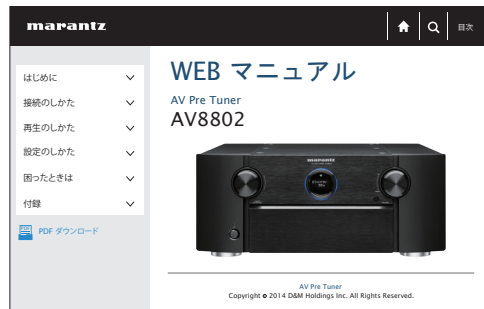 marantz
目次
はじめに
接続のしかた
再生のしかた
設定のしかた
困ったときは
付録
PDF ダウンロード
WEB マニュアル
AV Pre Tuner
AV8802
marantz
AV Pre Tuner
Copyright © 2014 D&M Holdings Inc. All Rights Reserved.